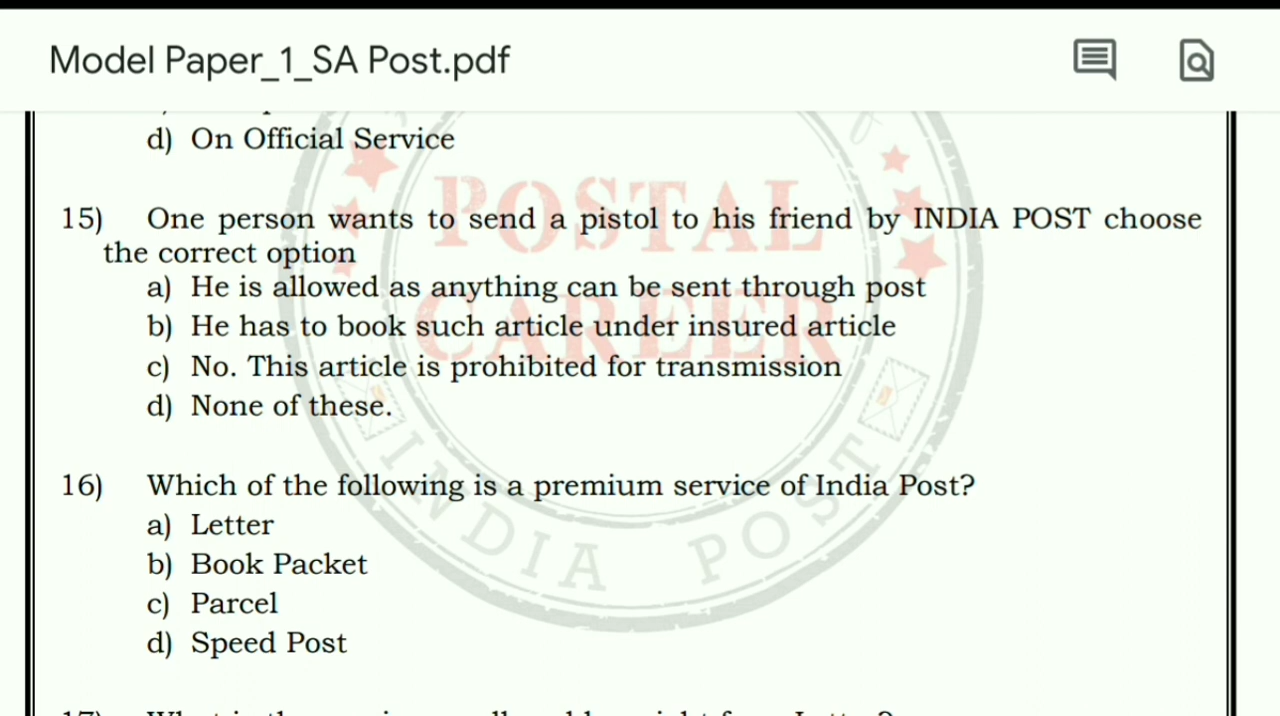 Model Paper_1_SA Post.pdf
d) On Official Service
15) One person wants to send a pistol to his friend by INDIA POST choose
the correct option
a) He is allowed as anything can be sent through post
b) He has to book such article under insured article
c) No. This article is prohibited for transmission
d) None of these.
16) Which of the following is a premium service of India Post?
a) Letter
b) Book Packet
c) Parcel
d) Speed Post
POSTAL
CAREER
INDIA POST